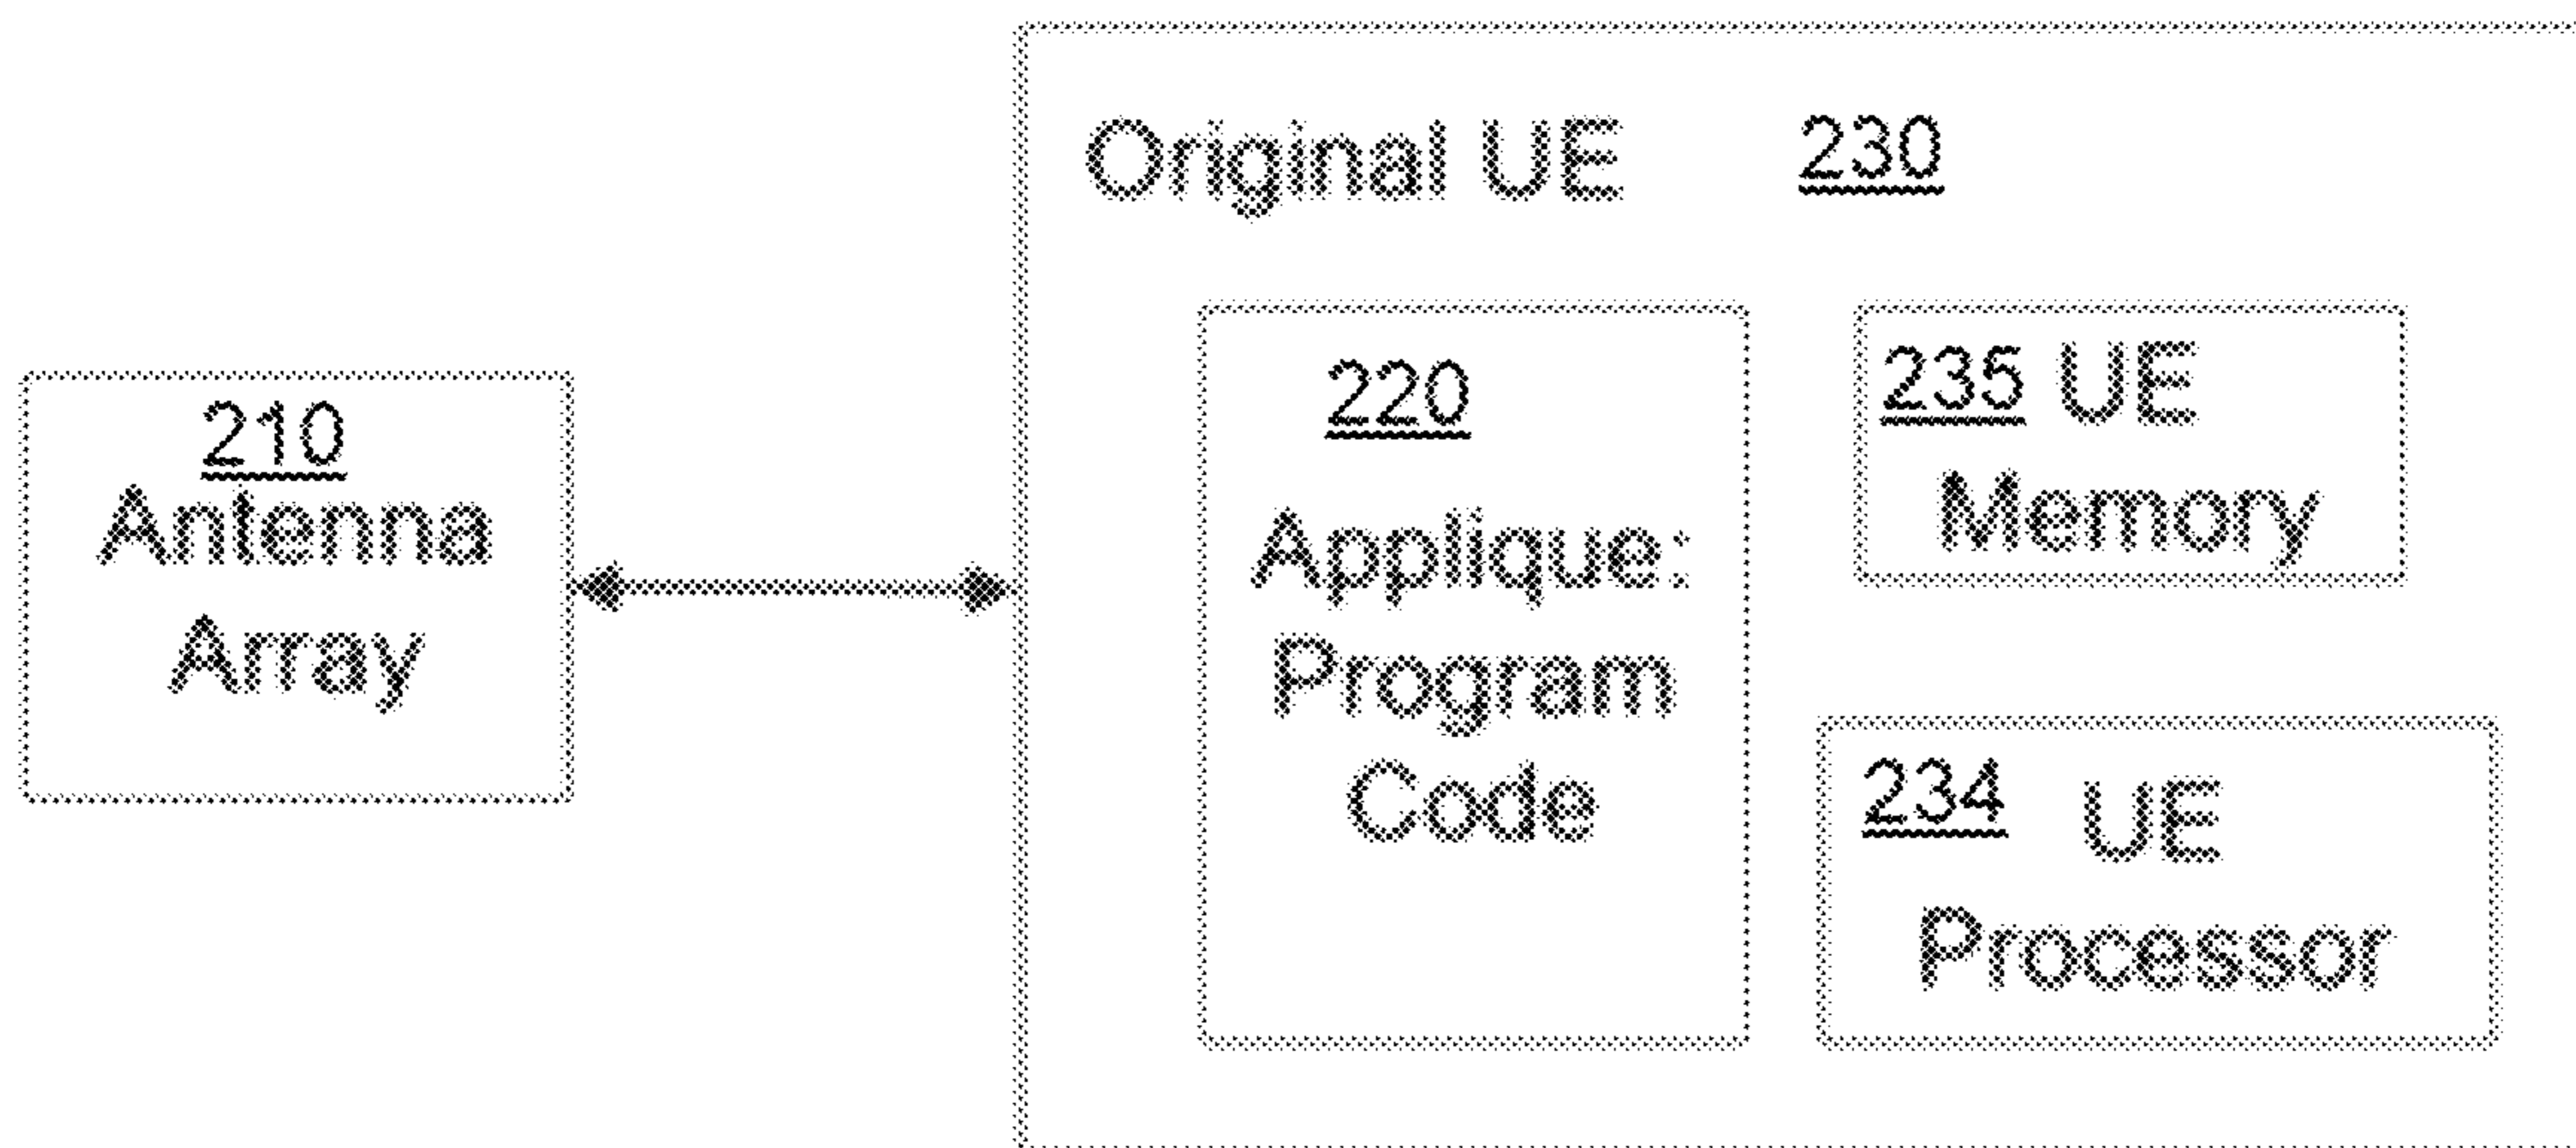 Original UE 230
210
Antenna
Array
220
Applique:
Program
Code
235 UE
Memory
234 UE
Processor